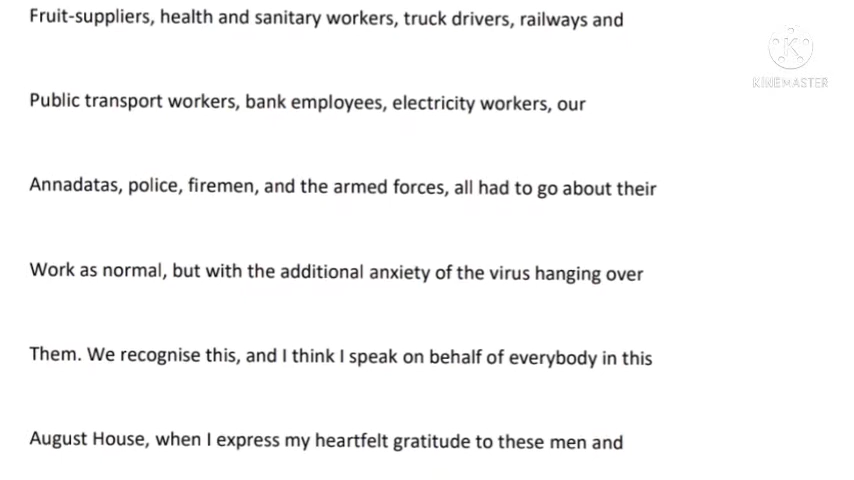 Fruit-suppliers, health and sanitary workers, truck drivers, railways and
KINEMASTER
Public transport workers, bank employees, electricity workers, our
Annadatas, police, firemen, and the armed forces, all had to go about their
Work as normal, but with the additional anxiety of the virus hanging over
Them. We recognise this, and I think I speak on behalf of everybody in this
August House, when I express my heartfelt gratitude to these men and